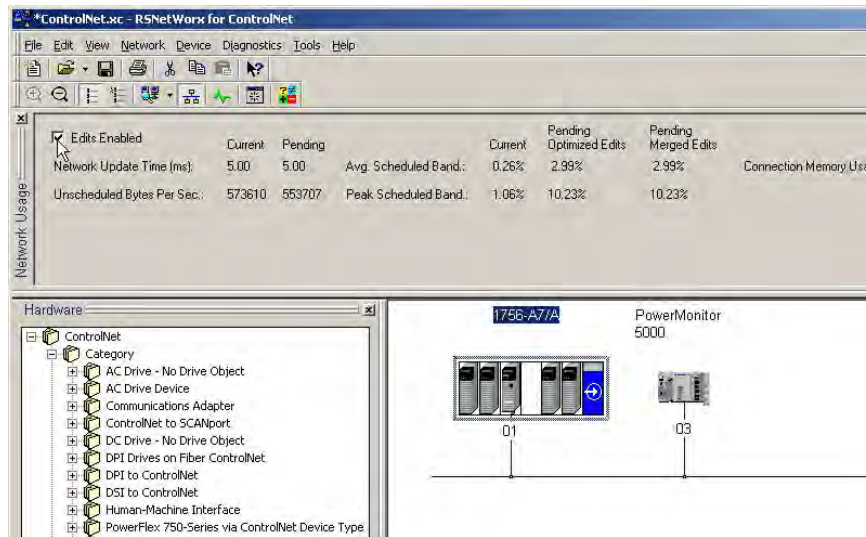 *ControlNet.xc - RSNetWorx for ControlNet
File Edit View Network Device Diagnostics Tools Help
Edits Enabled
Current Pending Current Pending Optimized Edits Pending Merged Edits
Network Update Time (ms): 5.00 5.00 Avg. Scheduled Band.: 0.26% 2.99% 2.99% Connection Memory Usa
Unscheduled Bytes Per Sec.: 573610 553707 Peak Scheduled Band.: 1.06% 10.23% 10.23%
Network Usage
Hardware
ControlNet
Category
AC Drive - No Drive Object
AC Drive Device
Communications Adapter
ControlNet to SCANport
DC Drive - No Drive Object
DPI Drives on Fiber ControlNet
DPI to ControlNet
DSI to ControlNet
Human-Machine Interface
PowerFlex 750-Series via ControlNet Device Type
1756-A7/A
PowerMonitor
5000
01
03